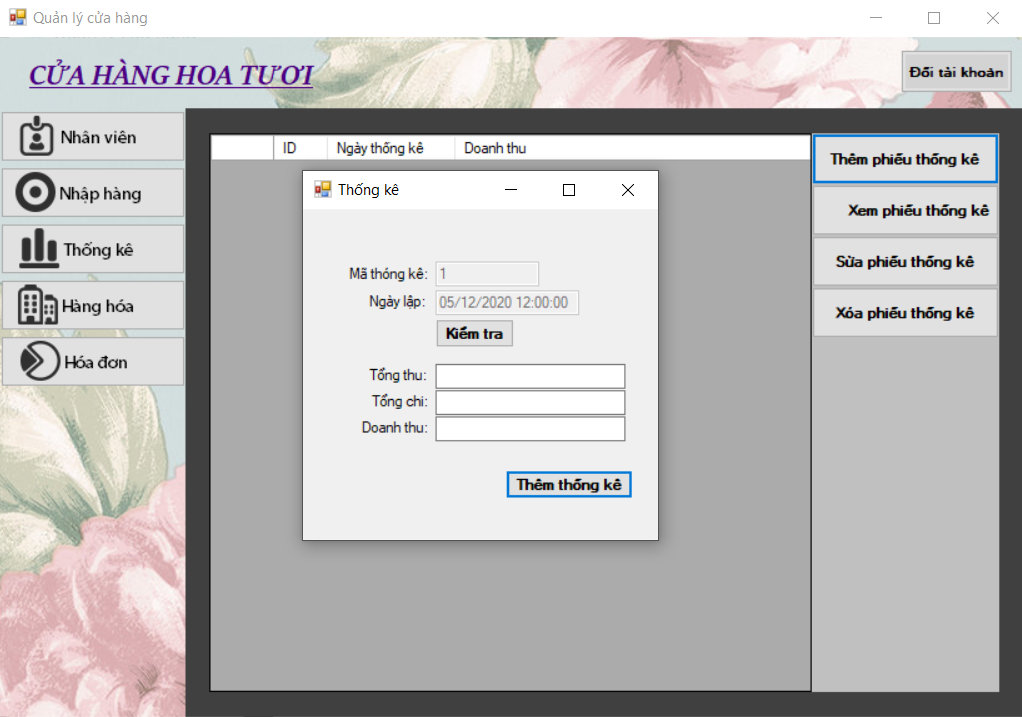 Quản lý cửa hàng
CỬA HÀNG HOA TƯƠI
Đổi tài khoản
Nhân viên
Nhập hàng
Thống kê
Hàng hóa
Hóa đơn
ID Ngày thống kê Doanh thu
Thêm phiếu thống kê
Xem phiếu thống kê
Sửa phiếu thống kê
Xóa phiếu thống kê
Thống kê
Mã thóng kê: 1
Ngày lập: 05/12/2020 12:00:00
Kiểm tra
Tổng thu:
Tổng chi:
Doanh thu:
Thêm thống kê